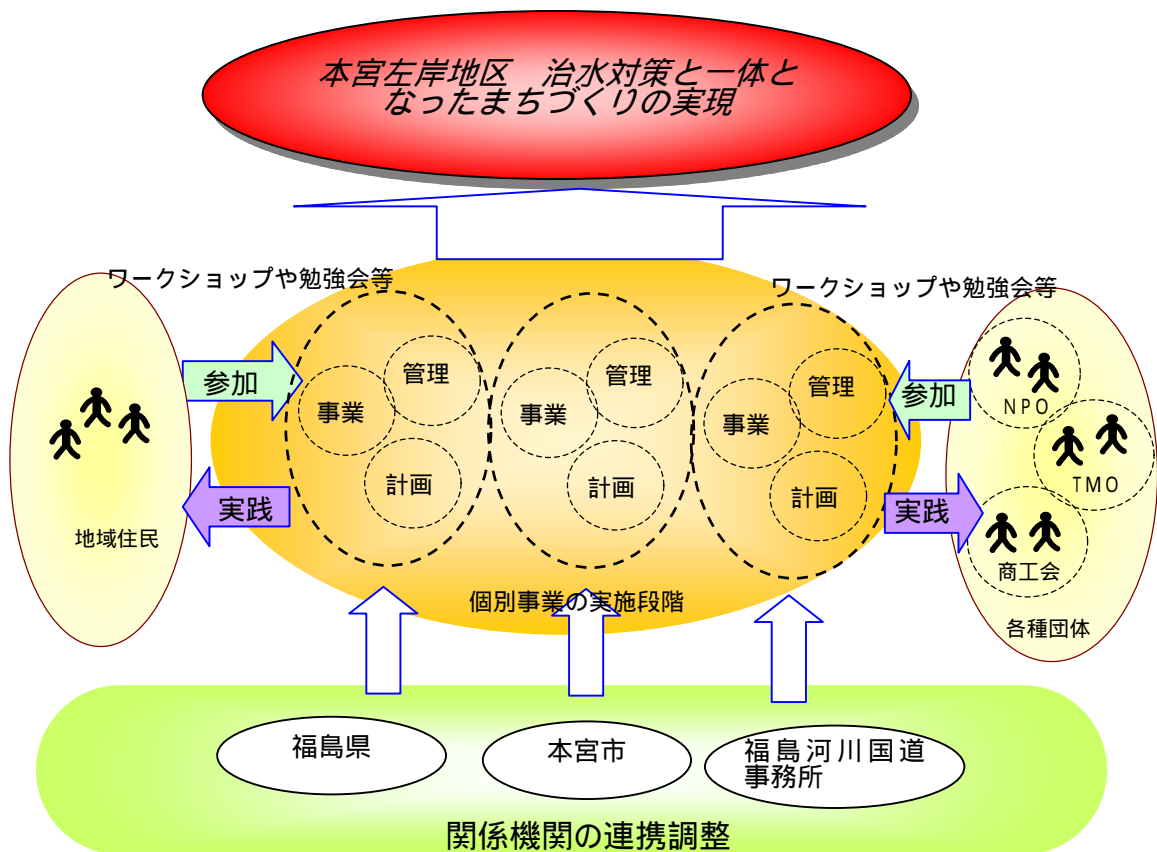 本宮左岸地区　治水対策と一体と
なったまちづくりの実現
ワークショップや勉強会等
ワークショップや勉強会等
参加
実践
地域住民
事業
管理
計画
事業
管理
計画
事業
管理
計画
参加
実践
NPO
TMO
商工会
各種団体
個別事業の実施段階
福島県
本宮市
福島河川国道
事務所
関係機関の連携調整